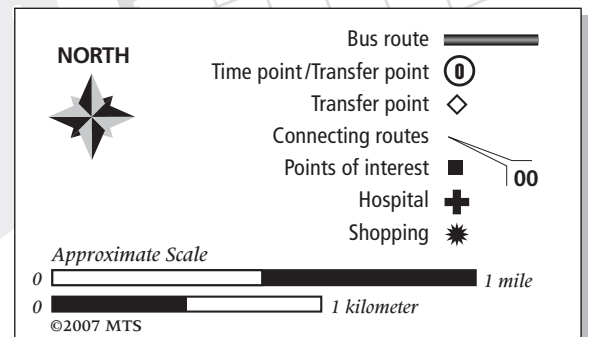 NORTH
Bus route
Time point/Transfer point 0
Transfer point
Connecting routes
Points of interest
00
Hospital
Shopping
Approximate Scale
0 1 mile
0 1 kilometer
©2007 MTS